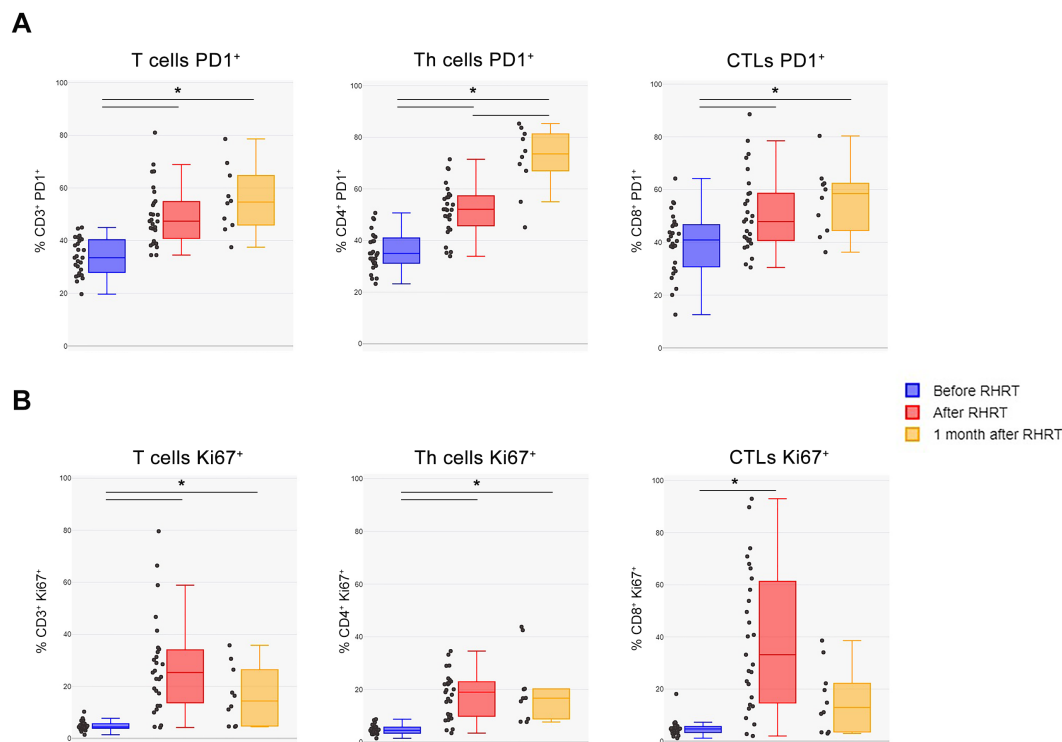 A
T cells PD1⁺
Th cells PD1⁺
CTLs PD1⁺
100
80
60
40
20
0
% CD3⁺ PD1⁺
*
100
80
60
40
20
0
% CD4⁺ PD1⁺
*
100
80
60
40
20
0
% CD8⁺ PD1⁺
*
B
Before RHRT
After RHRT
1 month after RHRT
T cells Ki67⁺
Th cells Ki67⁺
CTLs Ki67⁺
100
80
60
40
20
0
% CD3⁺ Ki67⁺
*
100
80
60
40
20
0
% CD4⁺ Ki67⁺
*
100
80
60
40
20
0
% CD8⁺ Ki67⁺
*